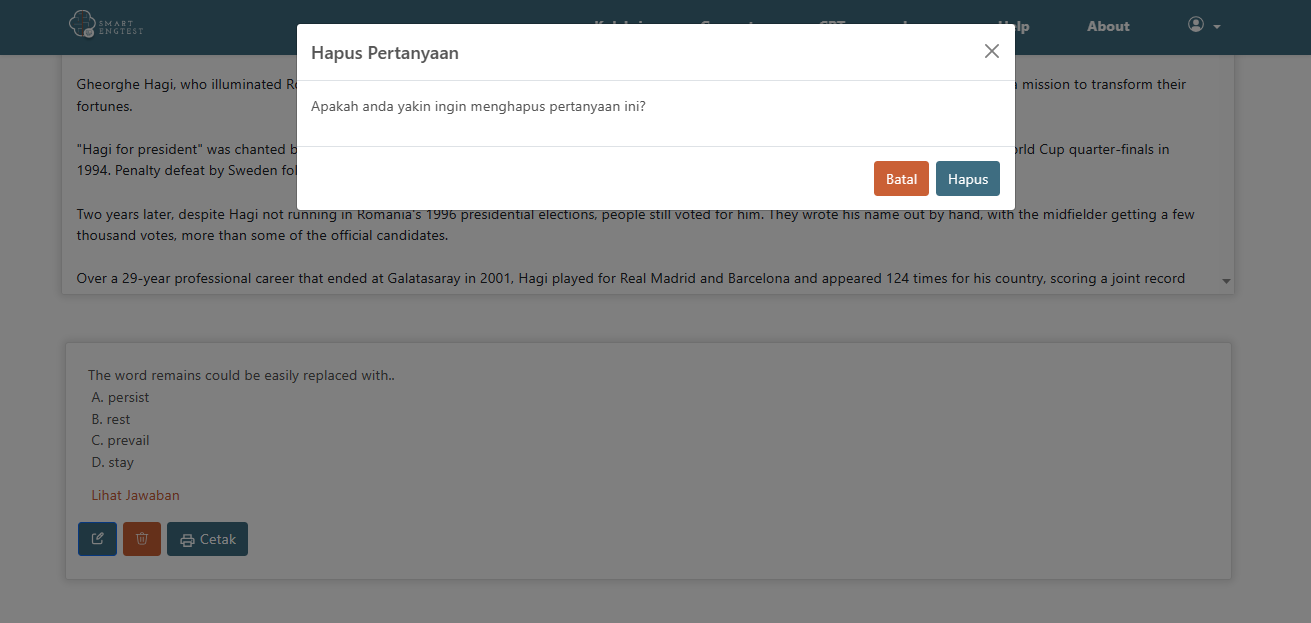 SMART
ENGTEST
About
Hapus Pertanyaan
Apakah anda yakin ingin menghapus pertanyaan ini?
Batal
Hapus
Gheorghe Hagi, who illuminated
mission to transform their
fortunes.
"Hagi for president" was chanted
Cup quarter-finals in
1994. Penalty defeat by Sweden
Two years later, despite Hagi not running in Romania's 1996 presidential elections, people still voted for him. They wrote his name out by hand, with the midfielder getting a few
thousand votes, more than some of the official candidates.
Over a 29-year professional career that ended at Galatasaray in 2001, Hagi played for Real Madrid and Barcelona and appeared 124 times for his country, scoring a joint record
The word remains could be easily replaced with..
A. persist
B. rest
C. prevail
D. stay
Lihat Jawaban
Cetak